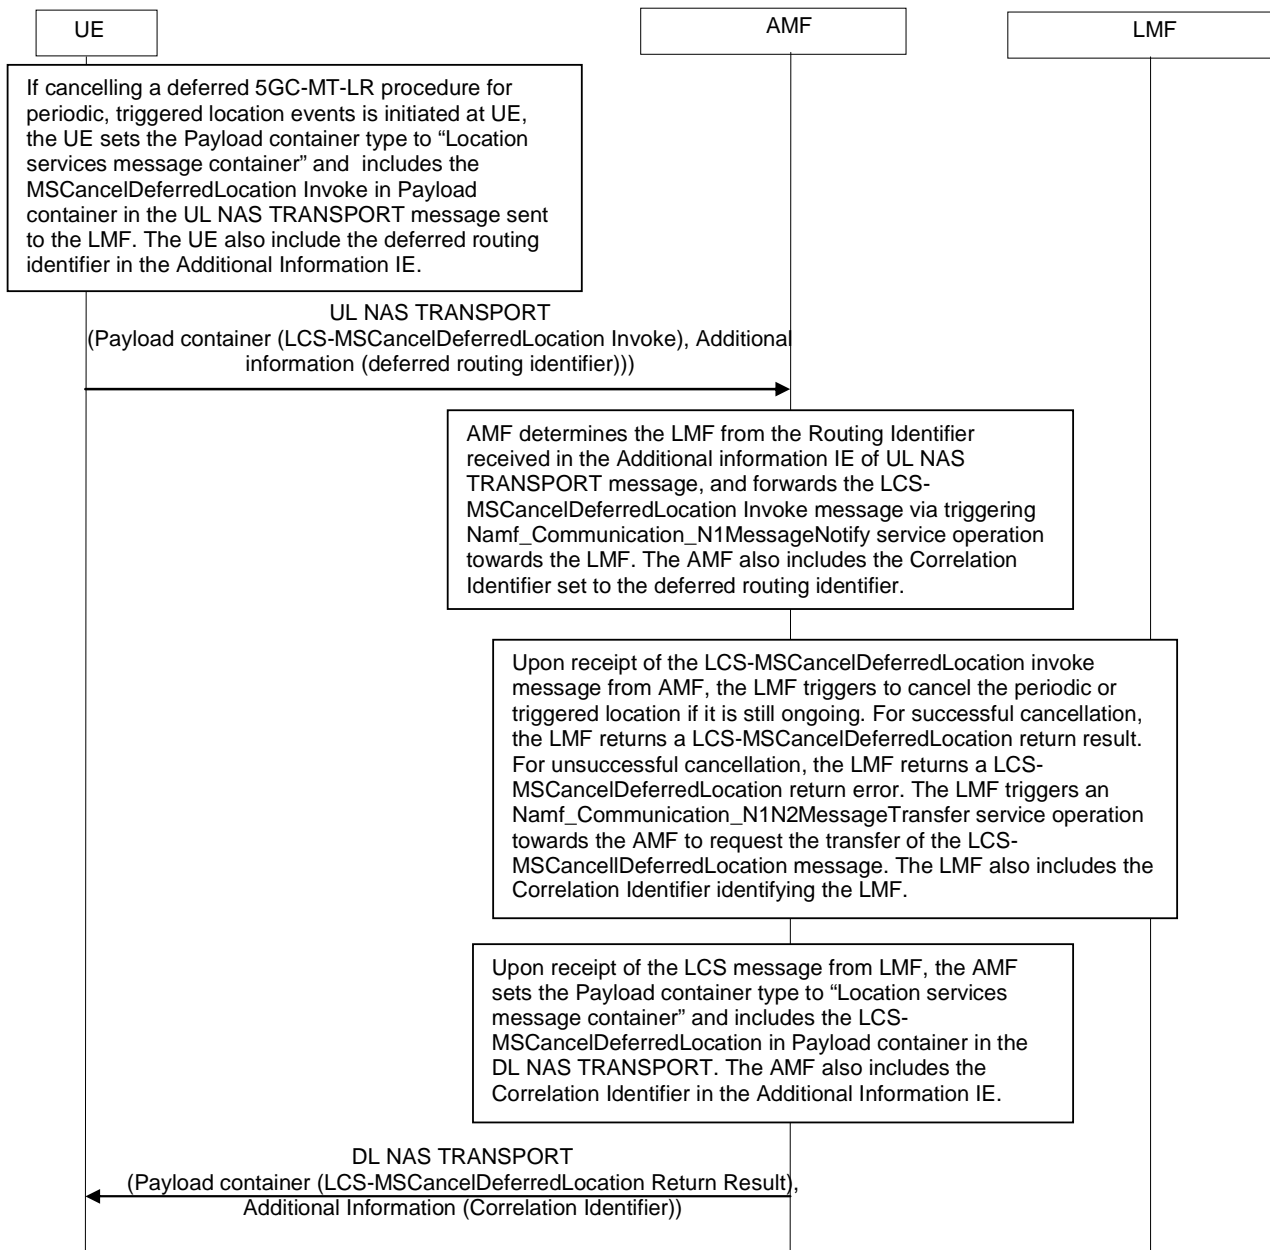 UE
AMF
LMF
If cancelling a deferred 5GC-MT-LR procedure for
periodic, triggered location events is initiated at UE,
the UE sets the Payload container type to “Location
services message container” and  includes the
MSCancelDeferredLocation Invoke in Payload
container in the UL NAS TRANSPORT message sent
to the LMF. The UE also include the deferred routing
identifier in the Additional Information IE.
UL NAS TRANSPORT
(Payload container (LCS-MSCancelDeferredLocation Invoke), Additional
information (deferred routing identifier)))
AMF determines the LMF from the Routing Identifier
received in the Additional information IE of UL NAS
TRANSPORT message, and forwards the LCS-
MSCancelDeferredLocation Invoke message via triggering
Namf_Communication_N1MessageNotify service operation
towards the LMF. The AMF also includes the Correlation
Identifier set to the deferred routing identifier.
Upon receipt of the LCS-MSCancelDeferredLocation invoke
message from AMF, the LMF triggers to cancel the periodic or
triggered location if it is still ongoing. For successful cancellation,
the LMF returns a LCS-MSCancelDeferredLocation return result.
For unsuccessful cancellation, the LMF returns a LCS-
MSCancelDeferredLocation return error. The LMF triggers an
Namf_Communication_N1N2MessageTransfer service operation
towards the AMF to request the transfer of the LCS-
MSCancellDeferredLocation message. The LMF also includes the
Correlation Identifier identifying the LMF.
Upon receipt of the LCS message from LMF, the AMF
sets the Payload container type to “Location services
message container” and includes the LCS-
MSCancelDeferredLocation in Payload container in the
DL NAS TRANSPORT. The AMF also includes the
Correlation Identifier in the Additional Information IE.
DL NAS TRANSPORT
(Payload container (LCS-MSCancelDeferredLocation Return Result),
Additional Information (Correlation Identifier))